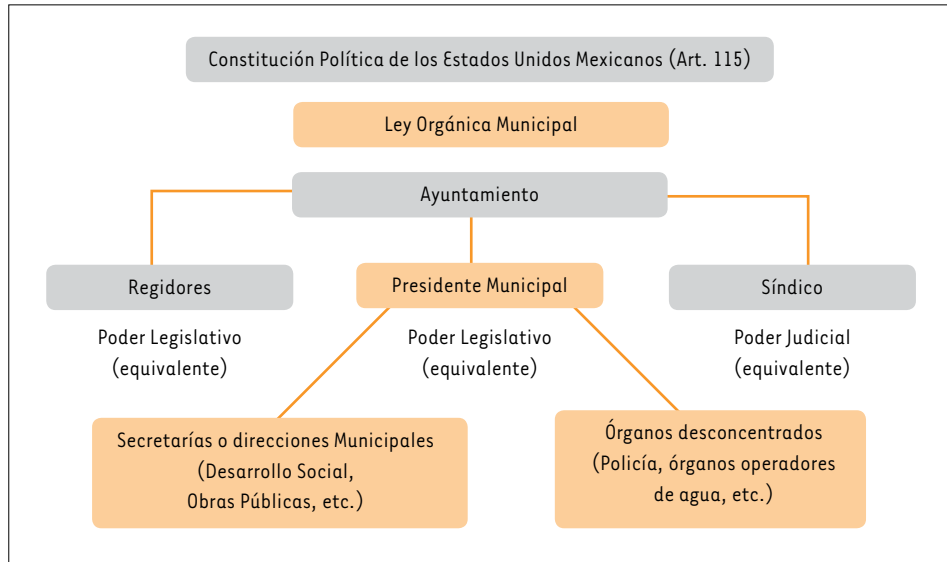 Constitución Política de los Estados Unidos Mexicanos (Art. 115)
Ley Orgánica Municipal
Ayuntamiento
Regidores
Presidente Municipal
Síndico
Poder Legislativo
(equivalente)
Poder Legislativo
(equivalente)
Poder Judicial
(equivalente)
Secretarías o direcciones Municipales
(Desarrollo Social,
Obras Públicas, etc.)
Órganos desconcentrados
(Policía, órganos operadores
de agua, etc.)